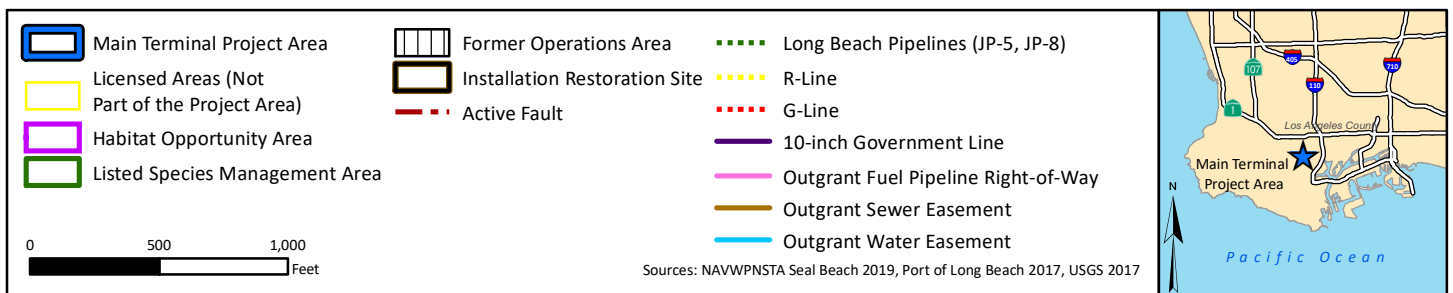 Main Terminal Project Area
Licensed Areas (Not
Part of the Project Area)
Habitat Opportunity Area
Listed Species Management Area
0 500 1,000
Feet
Former Operations Area
Installation Restoration Site
Active Fault
Long Beach Pipelines (JP-5, JP-8)
R-Line
G-Line
10-inch Government Line
Outgrant Fuel Pipeline Right-of-Way
Outgrant Sewer Easement
Outgrant Water Easement
Sources: NAVWPNSTA Seal Beach 2019, Port of Long Beach 2017, USGS 2017
107
405
710
110
1
Los Angeles County
Main Terminal
Project Area
N
Pacific Ocean